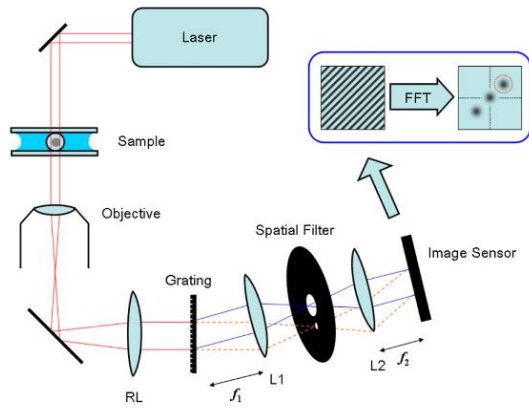 Laser
FFT
Sample
Objective
Spatial Filter
Image Sensor
Grating
L1
L2
f₁
f₂
RL